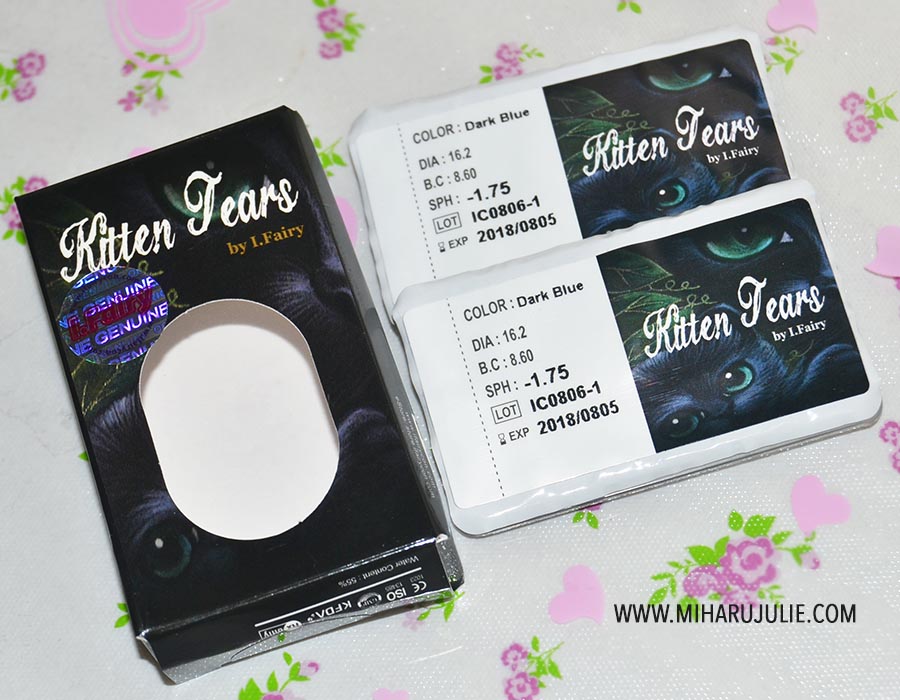 Kitten Tears
by I.Fairy
GENUINE
I.Fairy
GENUINE
Water Content : 55%
ISO
KFDA
COLOR : Dark Blue
DIA : 16.2
B.C : 8.60
SPH : -1.75
LOT IC0806-1
EXP 2018/0805
Kitten Tears
by I.Fairy
COLOR : Dark Blue
DIA : 16.2
B.C : 8.60
SPH : -1.75
LOT IC0806-1
EXP 2018/0805
Kitten Tears
by I.Fairy
WWW.MIHARUJULIE.COM